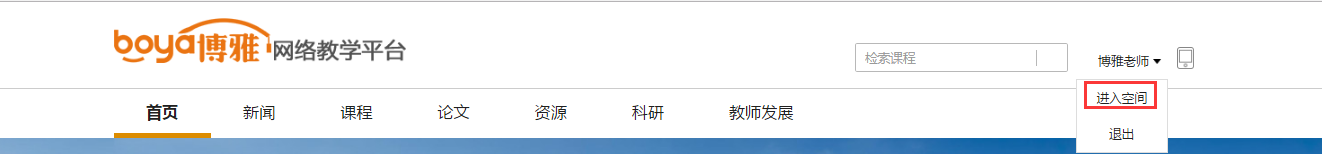 boya博雅网络教学平台
检索课程
博雅老师
首页 新闻 课程 论文 资源 科研 教师发展
进入空间
退出